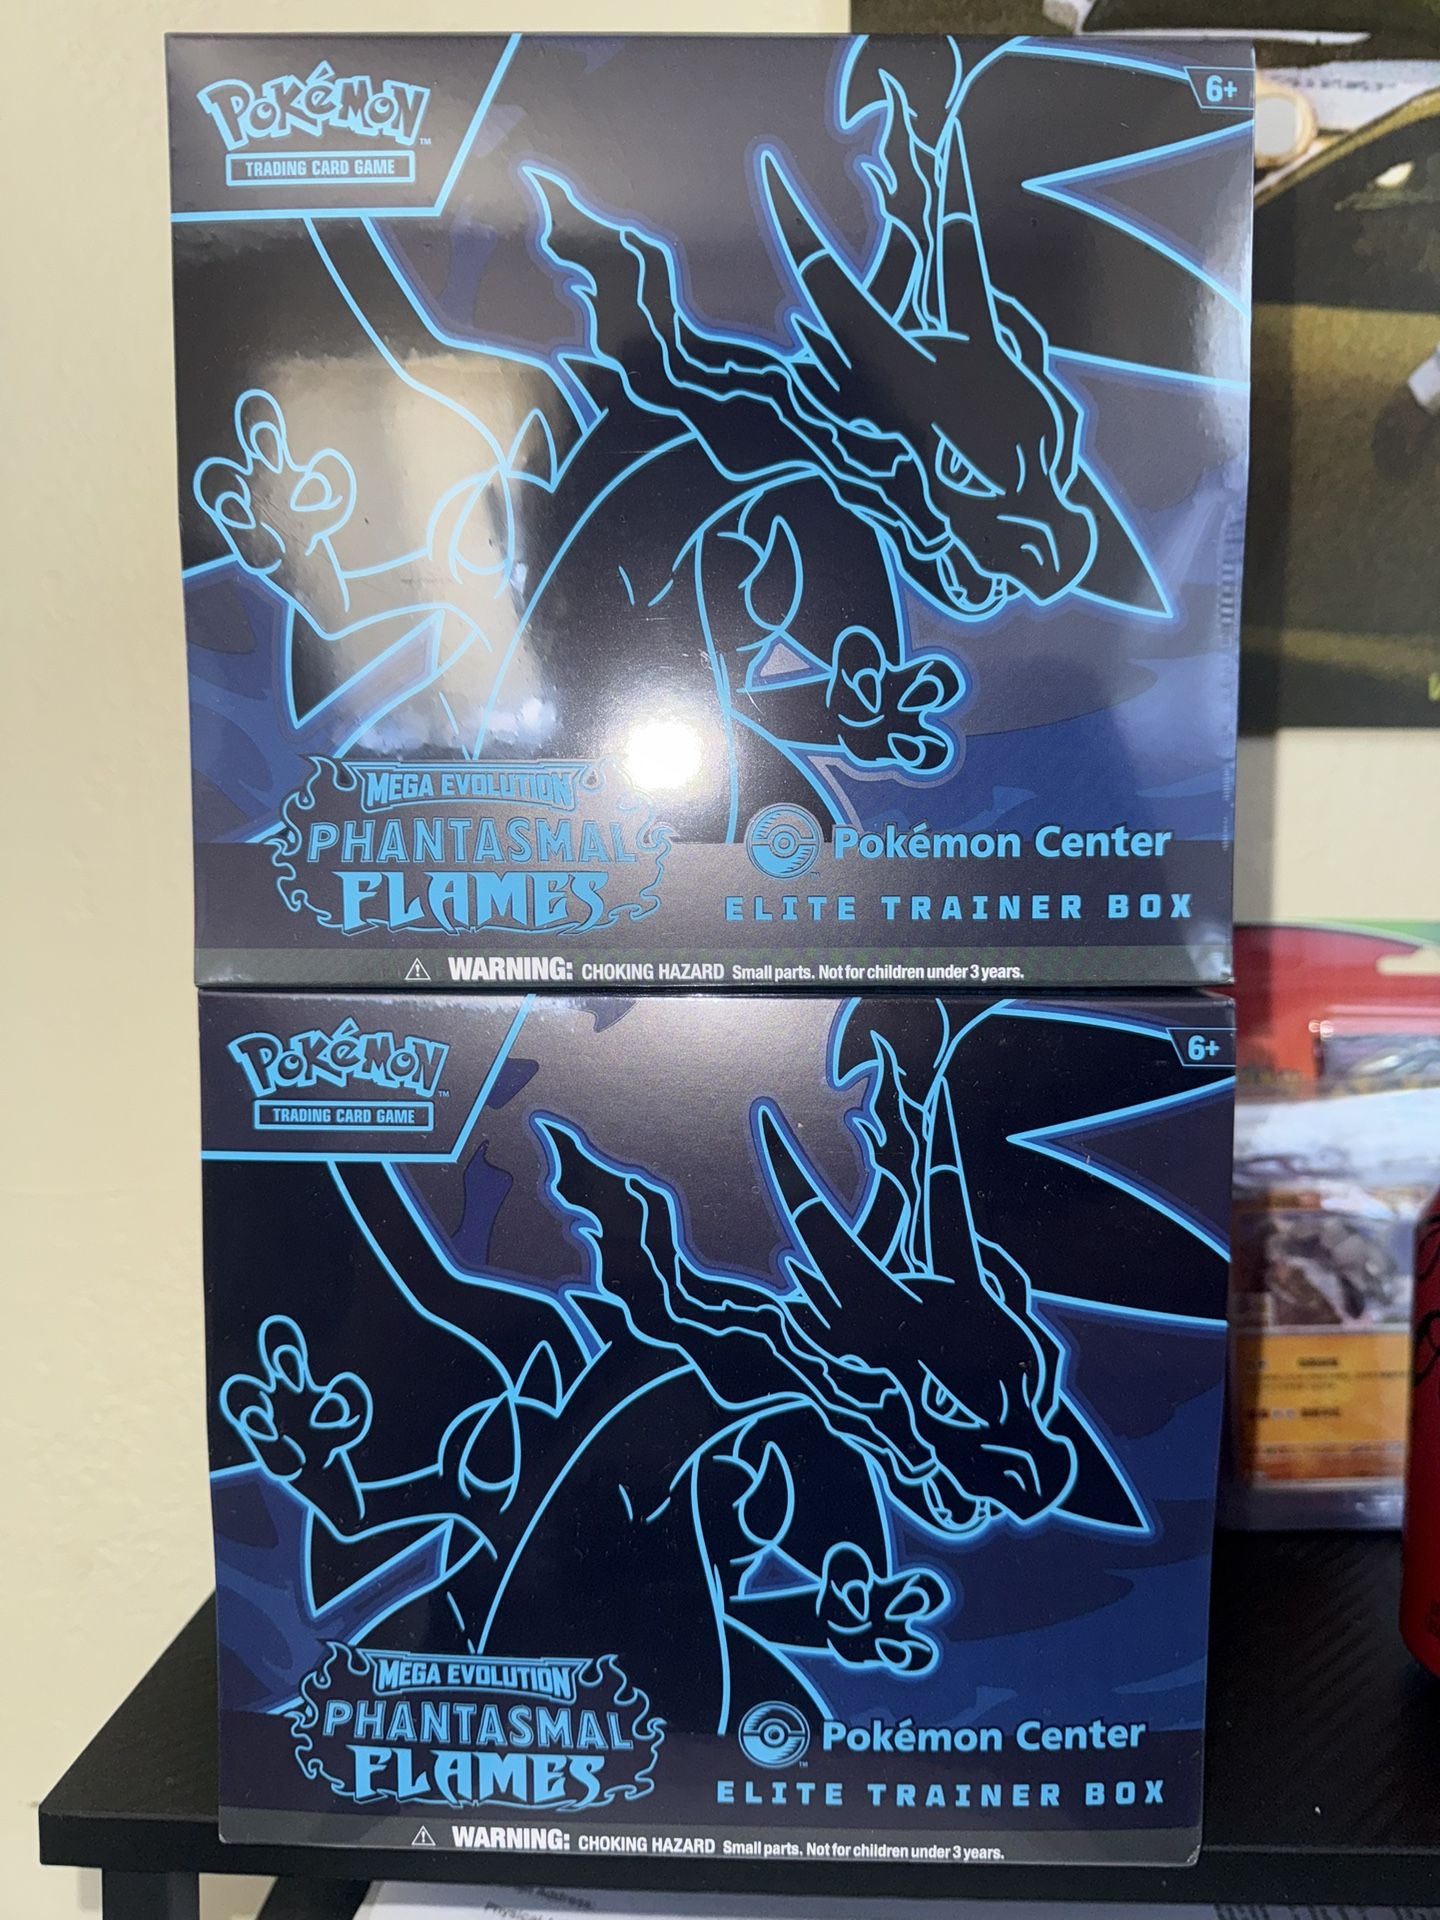 POKéMON™
TRADING CARD GAME
6+
MEGA EVOLUTION
PHANTASMAL
FLAMES
Pokémon Center
ELITE TRAINER BOX
WARNING: CHOKING HAZARD Small parts. Not for children under 3 years.
POKéMON™
TRADING CARD GAME
6+
MEGA EVOLUTION
PHANTASMAL
FLAMES
Pokémon Center
ELITE TRAINER BOX
WARNING: CHOKING HAZARD Small parts. Not for children under 3 years.